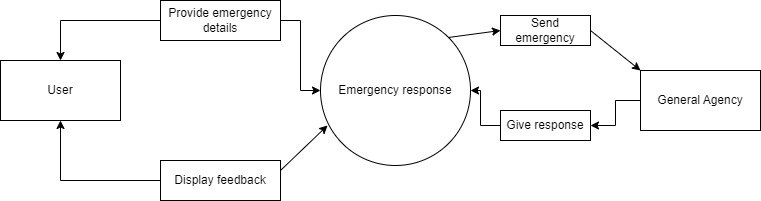 Provide emergency
details
Send
emergency
User
Emergency response
General Agency
Give response
Display feedback